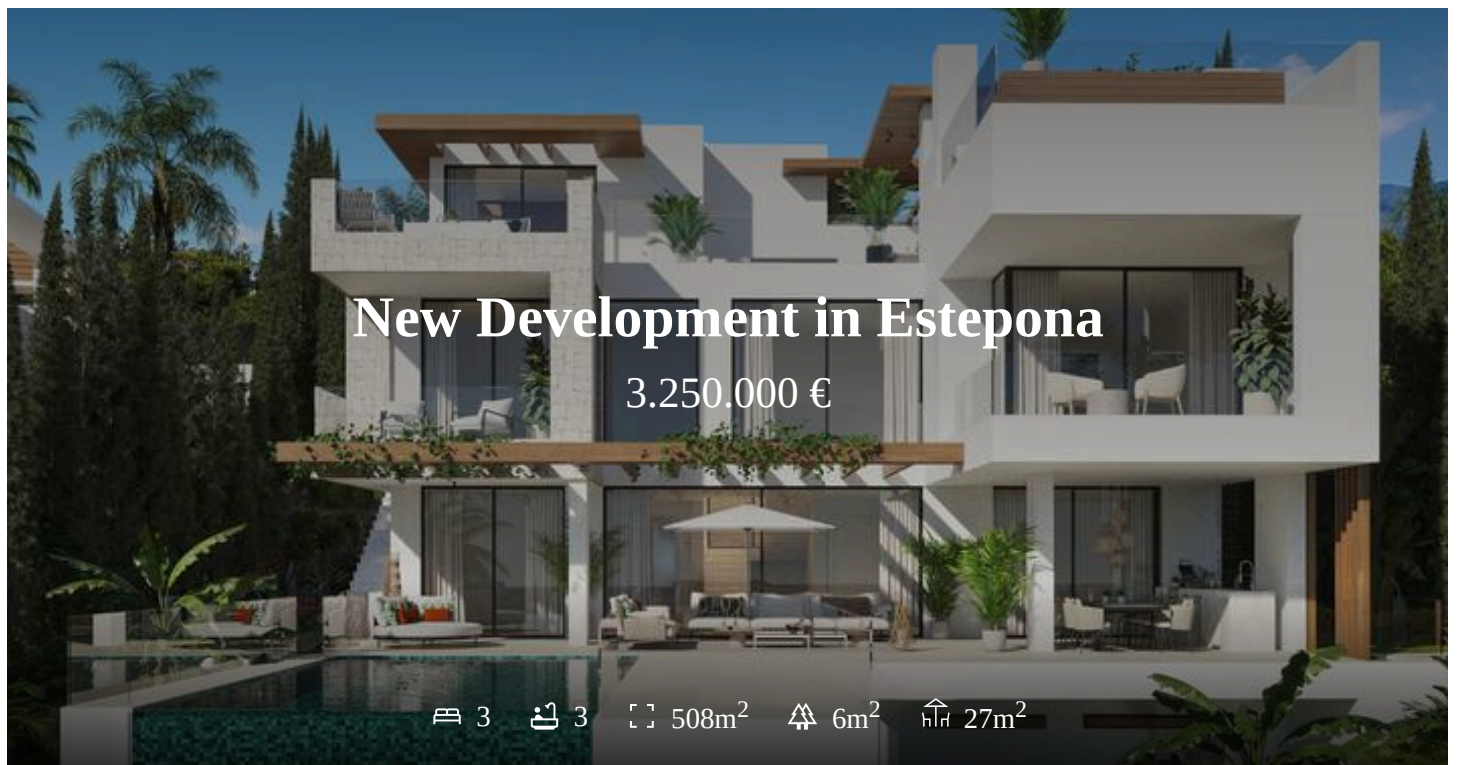 New Development in Estepona
3.250.000 €
3 3 508m² 6m² 27m²